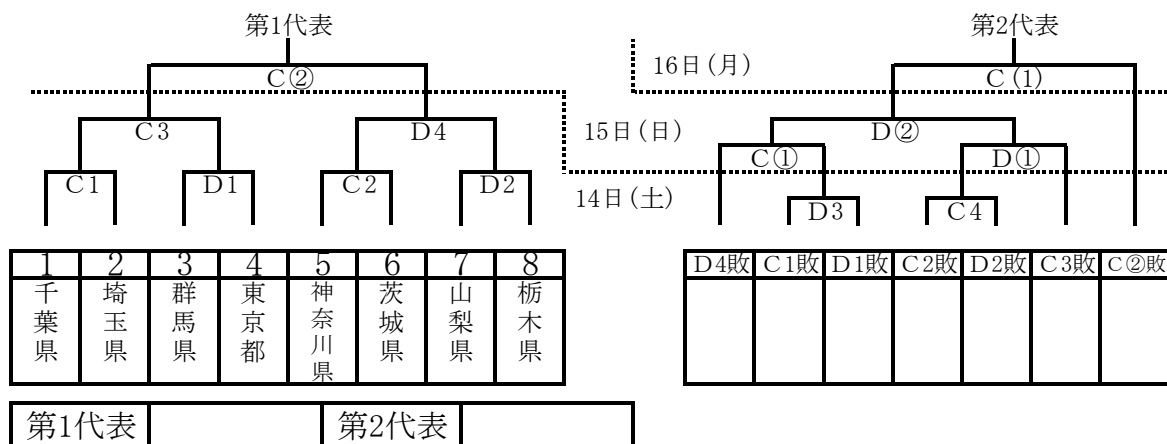 第1代表
第2代表
16日(月)
C②
C(1)
15日(日)
C3
D4
D②
C①
D①
C1
D1
C2
D2
14日(土)
D3
C4
1 2 3 4 5 6 7 8
千葉県
埼玉県
群馬県
東京都
神奈川県
茨城県
山梨県
栃木県
D4敗 C1敗 D1敗 C2敗 D2敗 C3敗 C②敗
第1代表 第2代表